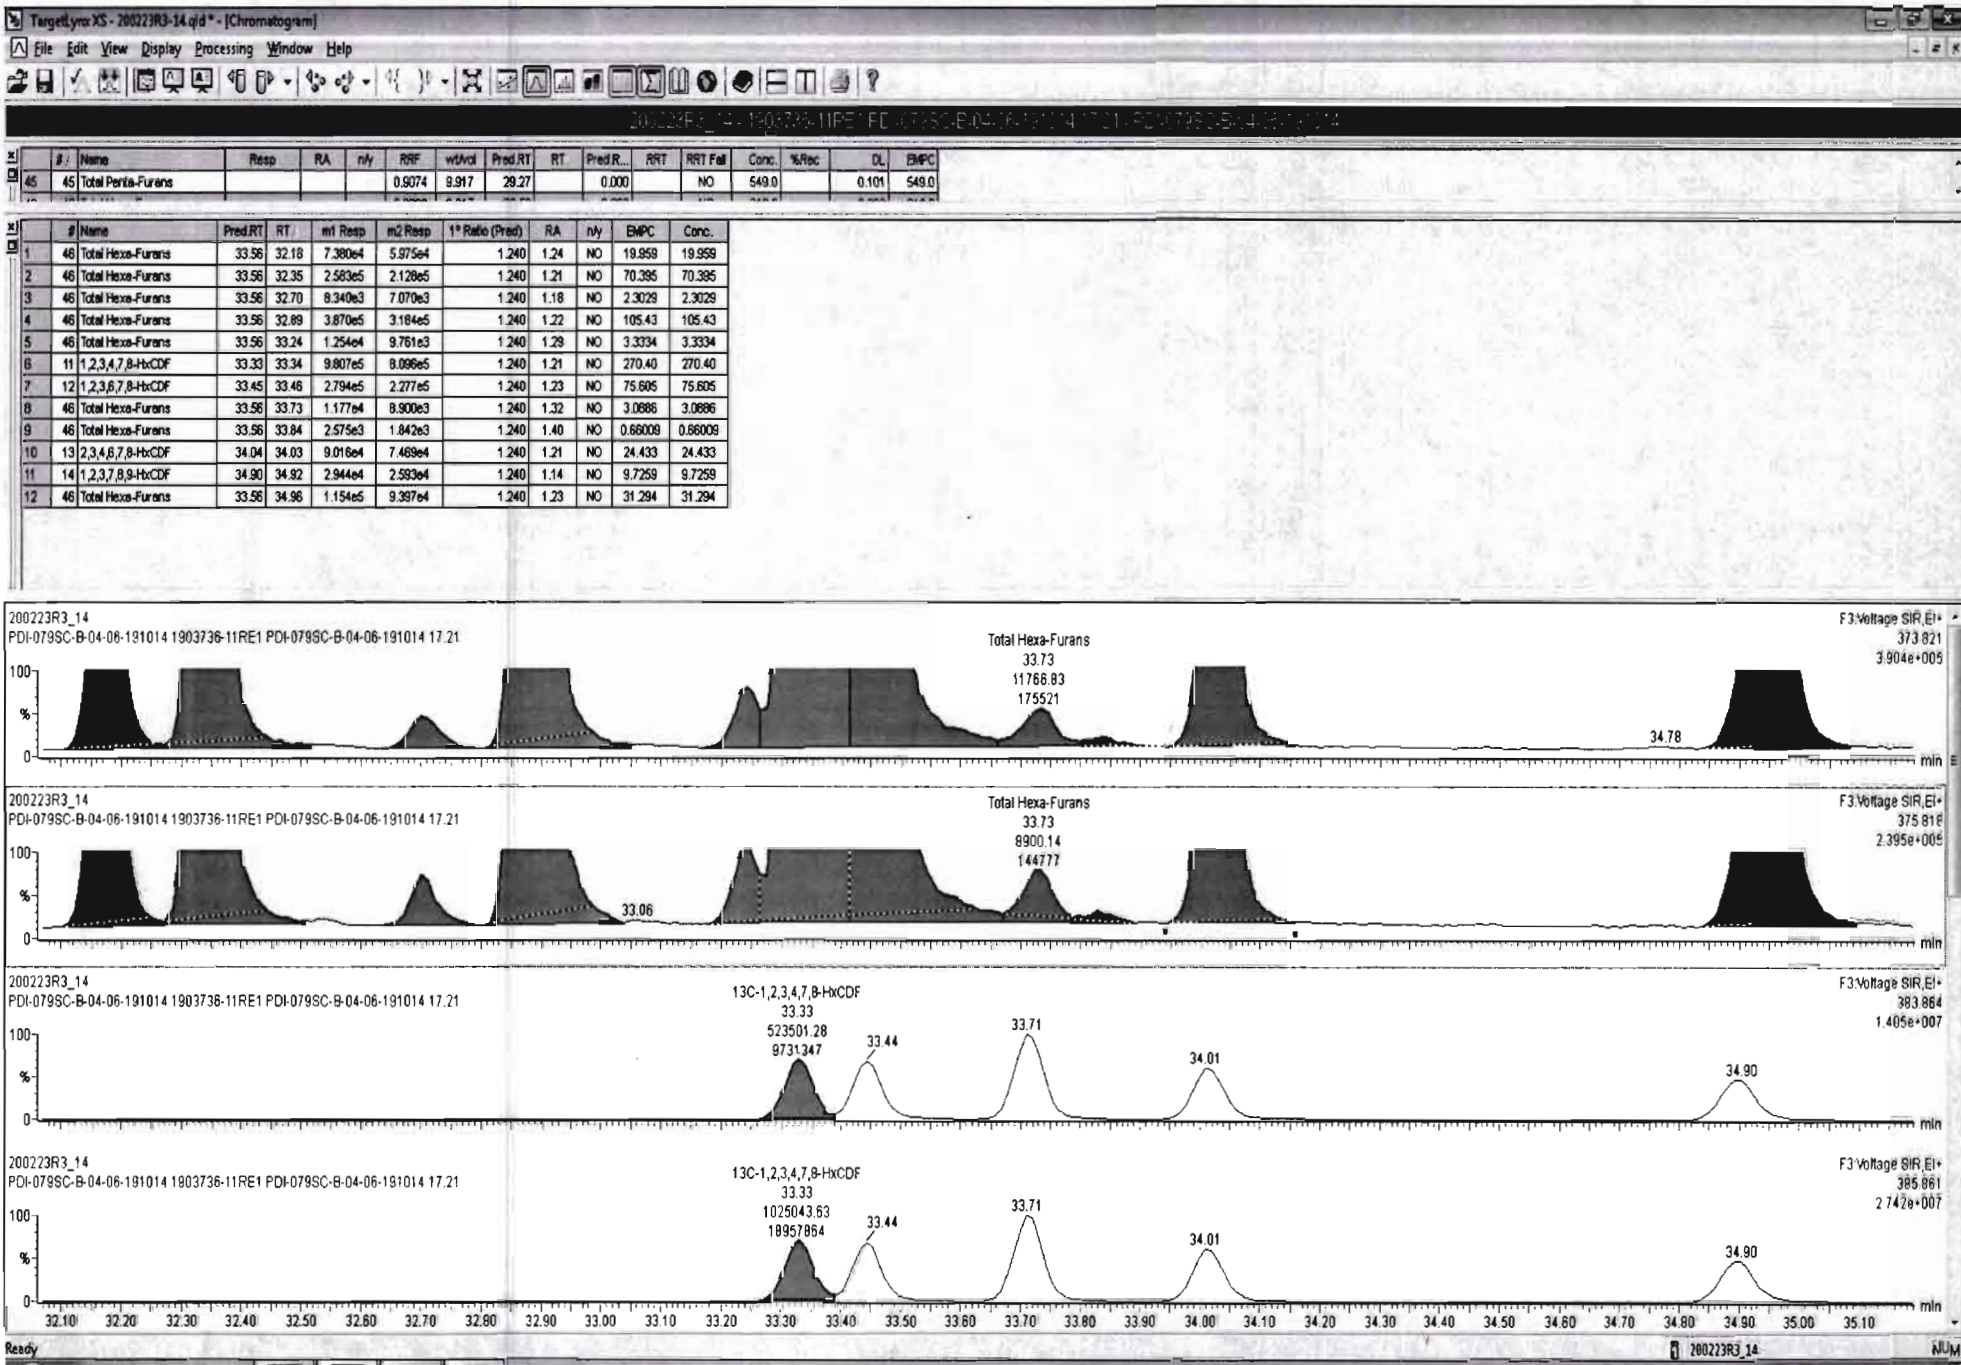 TargetLynx XS - 200223R3-14.qld * - [Chromatogram]
File Edit View Display Processing Window Help
# Name Resp RA n/y RRF wt/vol Pred.RT RT Pred.R... RRT RRT Fail Conc. %Rec DL EMPC
45 45 Total Penta-Furans 0.9074 9.917 29.27 0.000 NO 549.0 0.101 549.0
# Name Pred.RT RT m1 Resp m2 Resp 1° Ratio (Pred) RA n/y EMPC Conc.
1 46 Total Hexa-Furans 33.56 32.18 7.380e4 5.975e4 1.240 1.24 NO 19.959 19.959
2 46 Total Hexa-Furans 33.56 32.35 2.583e5 2.128e5 1.240 1.21 NO 70.395 70.395
3 46 Total Hexa-Furans 33.56 32.70 8.340e3 7.070e3 1.240 1.18 NO 2.3029 2.3029
4 46 Total Hexa-Furans 33.56 32.89 3.870e5 3.184e5 1.240 1.22 NO 105.43 105.43
5 46 Total Hexa-Furans 33.56 33.24 1.254e4 9.761e3 1.240 1.29 NO 3.3334 3.3334
6 11 1,2,3,4,7,8-HxCDF 33.33 33.34 9.807e5 8.096e5 1.240 1.21 NO 270.40 270.40
7 12 1,2,3,6,7,8-HxCDF 33.45 33.46 2.794e5 2.277e5 1.240 1.23 NO 75.605 75.605
8 46 Total Hexa-Furans 33.56 33.73 1.177e4 8.900e3 1.240 1.32 NO 3.0886 3.0886
9 46 Total Hexa-Furans 33.56 33.84 2.575e3 1.842e3 1.240 1.40 NO 0.66009 0.66009
10 13 2,3,4,6,7,8-HxCDF 34.04 34.03 9.016e4 7.469e4 1.240 1.21 NO 24.433 24.433
11 14 1,2,3,7,8,9-HxCDF 34.90 34.92 2.944e4 2.593e4 1.240 1.14 NO 9.7259 9.7259
12 46 Total Hexa-Furans 33.56 34.96 1.154e5 9.397e4 1.240 1.23 NO 31.294 31.294
200223R3_14
PDI-079SC-B-04-06-191014 1903736-11RE1 PDI-079SC-B-04-06-191014 17.21
F3:Voltage SIR,EI+
373.821
3.904e+005
Total Hexa-Furans
33.73
11766.83
175521
34.78
100
%
0
min
200223R3_14
PDI-079SC-B-04-06-191014 1903736-11RE1 PDI-079SC-B-04-06-191014 17.21
F3:Voltage SIR,EI+
375.818
2.395e+005
Total Hexa-Furans
33.73
8900.14
144777
33.06
100
%
0
min
200223R3_14
PDI-079SC-B-04-06-191014 1903736-11RE1 PDI-079SC-B-04-06-191014 17.21
F3:Voltage SIR,EI+
383.864
1.405e+007
13C-1,2,3,4,7,8-HxCDF
33.33
523501.28
9731347
33.44
33.71
34.01
34.90
100
%
0
min
200223R3_14
PDI-079SC-B-04-06-191014 1903736-11RE1 PDI-079SC-B-04-06-191014 17.21
F3:Voltage SIR,EI+
385.861
2.742e+007
13C-1,2,3,4,7,8-HxCDF
33.33
1025043.63
18957864
33.44
33.71
34.01
34.90
100
%
0
min
32.10 32.20 32.30 32.40 32.50 32.60 32.70 32.80 32.90 33.00 33.10 33.20 33.30 33.40 33.50 33.60 33.70 33.80 33.90 34.00 34.10 34.20 34.30 34.40 34.50 34.60 34.70 34.80 34.90 35.00 35.10
Ready 200223R3_14 NUM